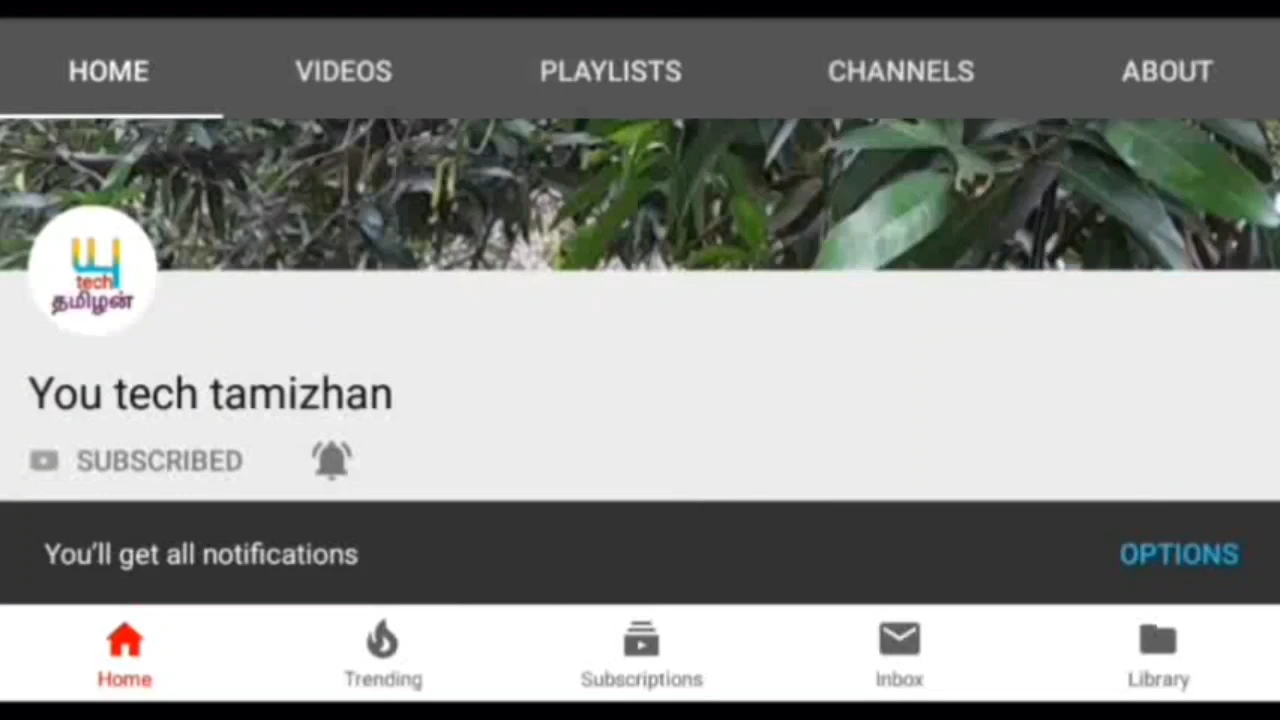 HOME VIDEOS PLAYLISTS CHANNELS ABOUT
tech
தமிழன்
You tech tamizhan
SUBSCRIBED
You'll get all notifications OPTIONS
Home Trending Subscriptions Inbox Library